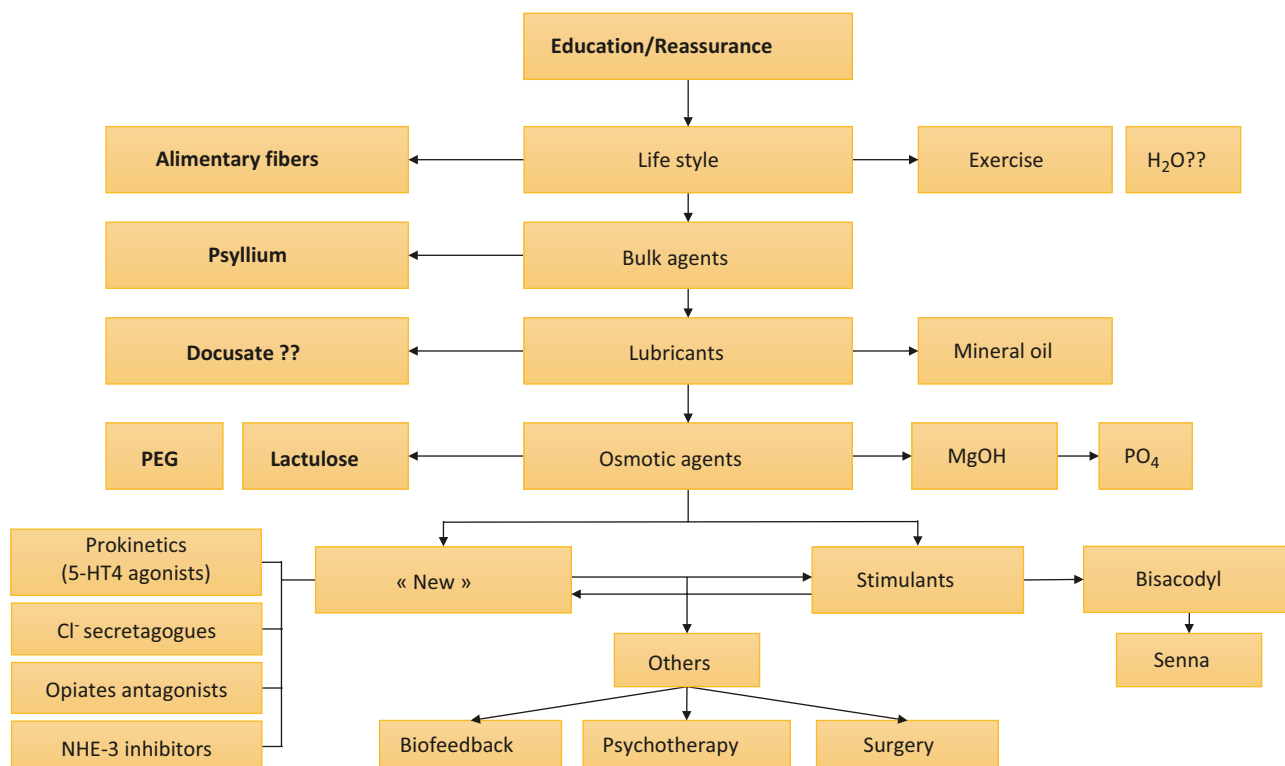 Education/Reassurance
Alimentary fibers
Life style
Exercise
H₂O??
Psyllium
Bulk agents
Docusate ??
Lubricants
Mineral oil
PEG
Lactulose
Osmotic agents
MgOH
PO₄
Prokinetics
(5-HT4 agonists)
« New »
Stimulants
Bisacodyl
Cl⁻ secretagogues
Others
Senna
Opiates antagonists
NHE-3 inhibitors
Biofeedback
Psychotherapy
Surgery